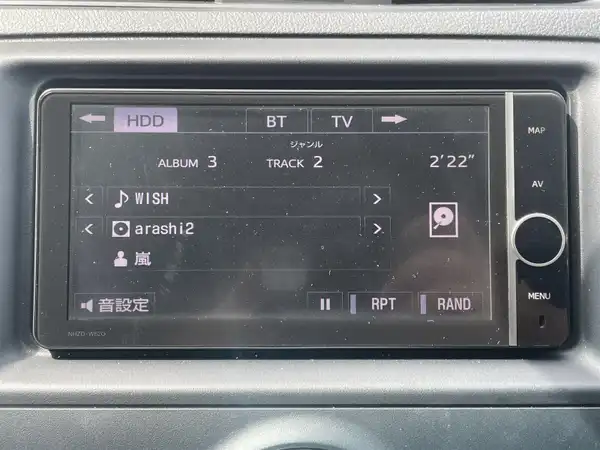 HDD BT TV
MAP
ジャンル
ALBUM 3 TRACK 2 2'22"
AV
WISH
arashi2
嵐
MENU
音設定 RPT RAND